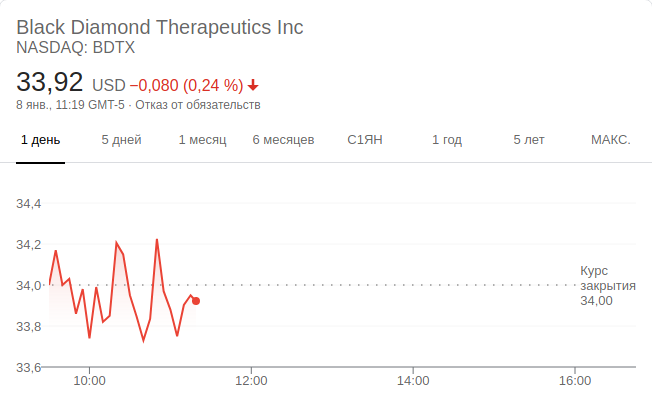 Black Diamond Therapeutics Inc
NASDAQ: BDTX
33,92 USD −0,080 (0,24 %)
8 янв., 11:19 GMT-5 · Отказ от обязательств
1 день 5 дней 1 месяц 6 месяцев С1ЯН 1 год 5 лет МАКС.
34,4
34,2
34,0
33,8
33,6
Курс
закрытия
34,00
10:00 12:00 14:00 16:00